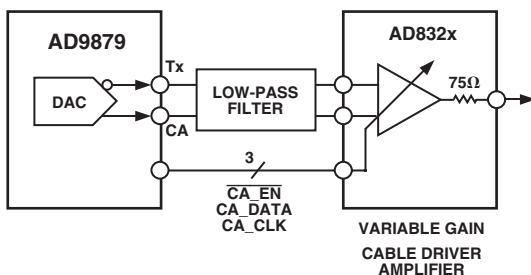 AD9879
AD832x
DAC
Tx
CA
LOW-PASS
FILTER
75Ω
3
CA_EN
CA_DATA
CA_CLK
VARIABLE GAIN
CABLE DRIVER
AMPLIFIER